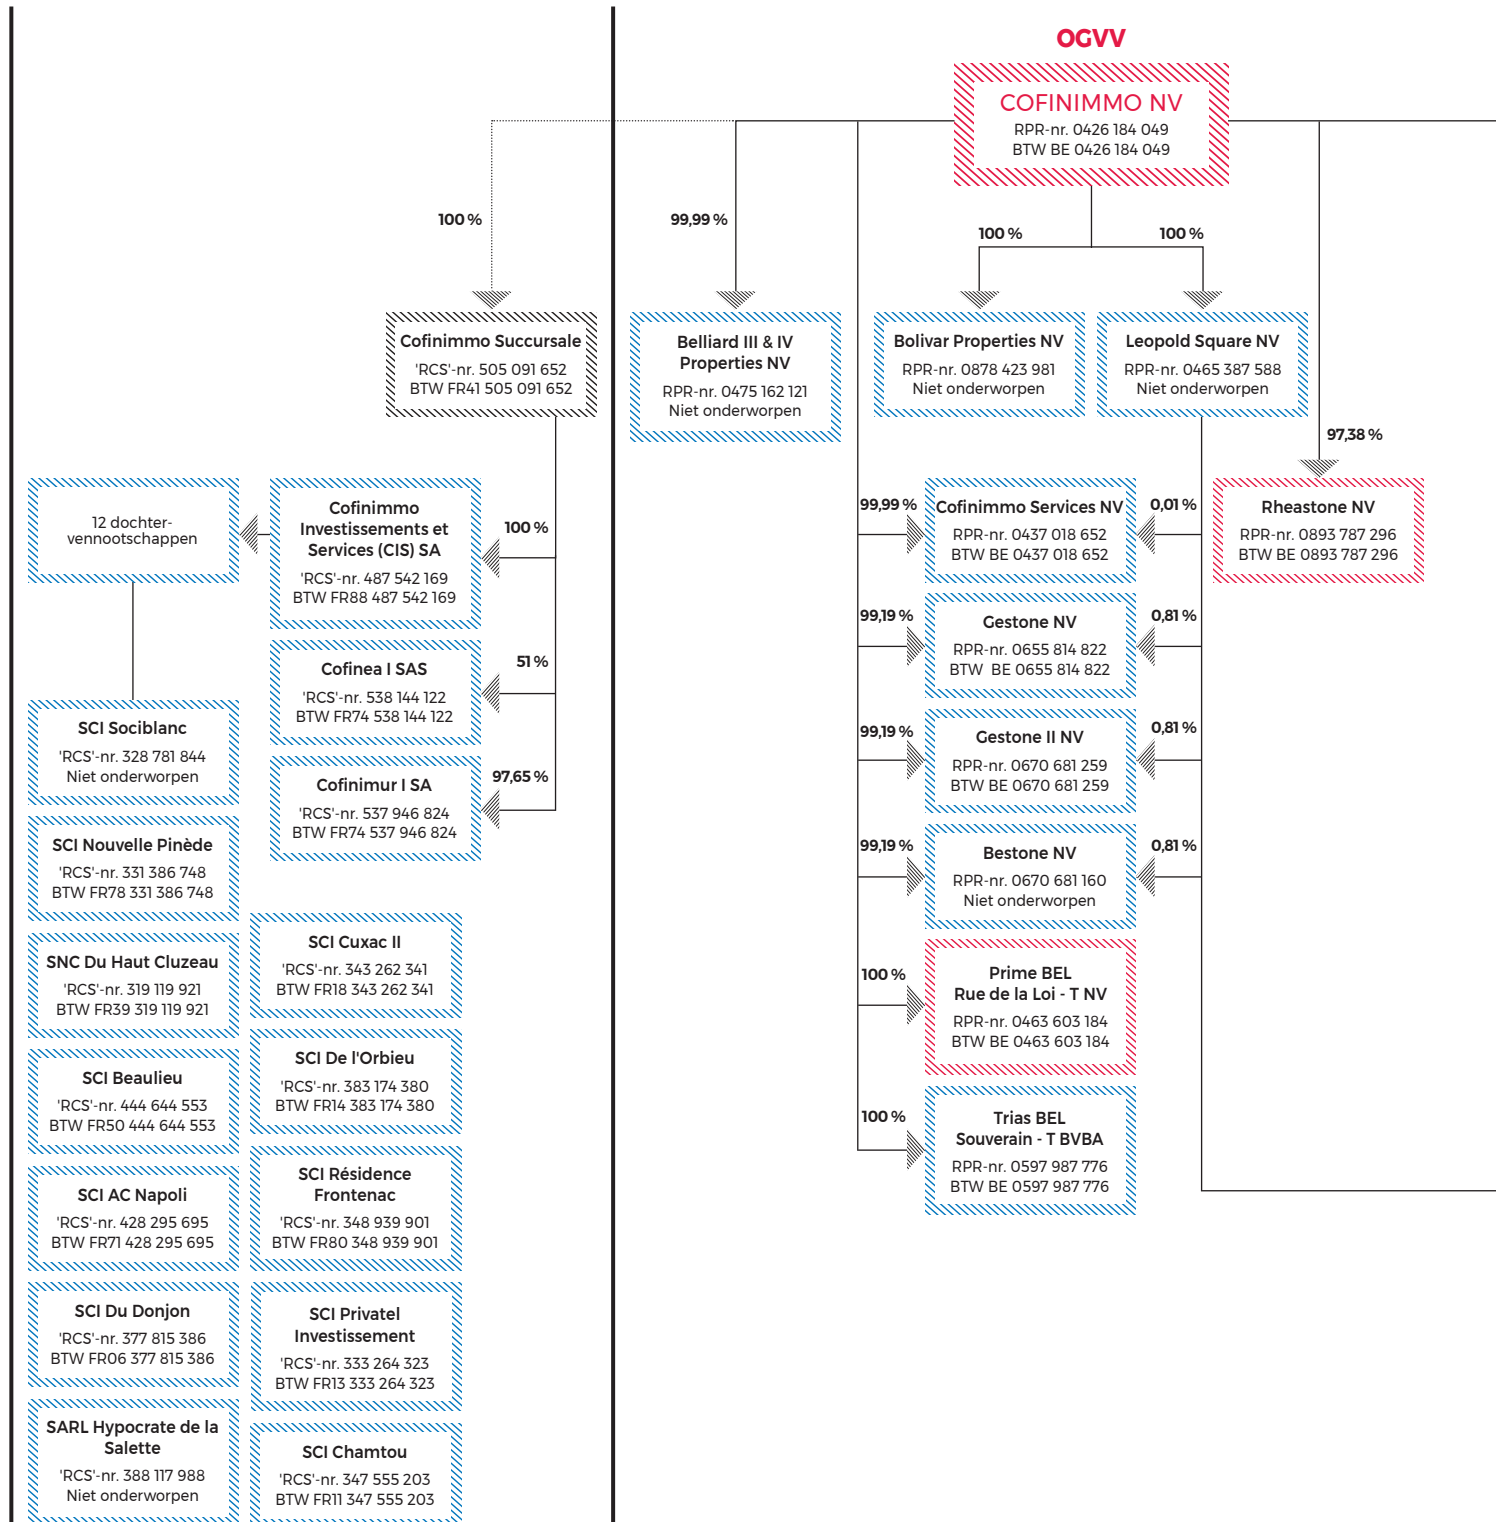 OGVV
COFINIMMO NV
RPR-nr. 0426 184 049
BTW BE 0426 184 049
100 %
99,99 %
100 %
100 %
Cofinimmo Succursale
'RCS'-nr. 505 091 652
BTW FR41 505 091 652
Belliard III & IV
Properties NV
RPR-nr. 0475 162 121
Niet onderworpen
Bolivar Properties NV
RPR-nr. 0878 423 981
Niet onderworpen
Leopold Square NV
RPR-nr. 0465 387 588
Niet onderworpen
97,38 %
Rheastone NV
RPR-nr. 0893 787 296
BTW BE 0893 787 296
12 dochter-
vennootschappen
Cofinimmo
Investissements et
Services (CIS) SA
'RCS'-nr. 487 542 169
BTW FR88 487 542 169
100 %
Cofinea I SAS
'RCS'-nr. 538 144 122
BTW FR74 538 144 122
51 %
Cofinimur I SA
'RCS'-nr. 537 946 824
BTW FR74 537 946 824
97,65 %
99,99 %
Cofinimmo Services NV
RPR-nr. 0437 018 652
BTW BE 0437 018 652
0,01 %
99,19 %
Gestone NV
RPR-nr. 0655 814 822
BTW BE 0655 814 822
0,81 %
99,19 %
Gestone II NV
RPR-nr. 0670 681 259
BTW BE 0670 681 259
0,81 %
99,19 %
Bestone NV
RPR-nr. 0670 681 160
Niet onderworpen
0,81 %
100 %
Prime BEL
Rue de la Loi - T NV
RPR-nr. 0463 603 184
BTW BE 0463 603 184
100 %
Trias BEL
Souverain - T BVBA
RPR-nr. 0597 987 776
BTW BE 0597 987 776
SCI Sociblanc
'RCS'-nr. 328 781 844
Niet onderworpen
SCI Nouvelle Pinède
'RCS'-nr. 331 386 748
BTW FR78 331 386 748
SNC Du Haut Cluzeau
'RCS'-nr. 319 119 921
BTW FR39 319 119 921
SCI Beaulieu
'RCS'-nr. 444 644 553
BTW FR50 444 644 553
SCI AC Napoli
'RCS'-nr. 428 295 695
BTW FR71 428 295 695
SCI Du Donjon
'RCS'-nr. 377 815 386
BTW FR06 377 815 386
SARL Hypocrate de la
Salette
'RCS'-nr. 388 117 988
Niet onderworpen
SCI Cuxac II
'RCS'-nr. 343 262 341
BTW FR18 343 262 341
SCI De l'Orbieu
'RCS'-nr. 383 174 380
BTW FR14 383 174 380
SCI Résidence
Frontenac
'RCS'-nr. 348 939 901
BTW FR80 348 939 901
SCI Privatel
Investissement
'RCS'-nr. 333 264 323
BTW FR13 333 264 323
SCI Chamtou
'RCS'-nr. 347 555 203
BTW FR11 347 555 203